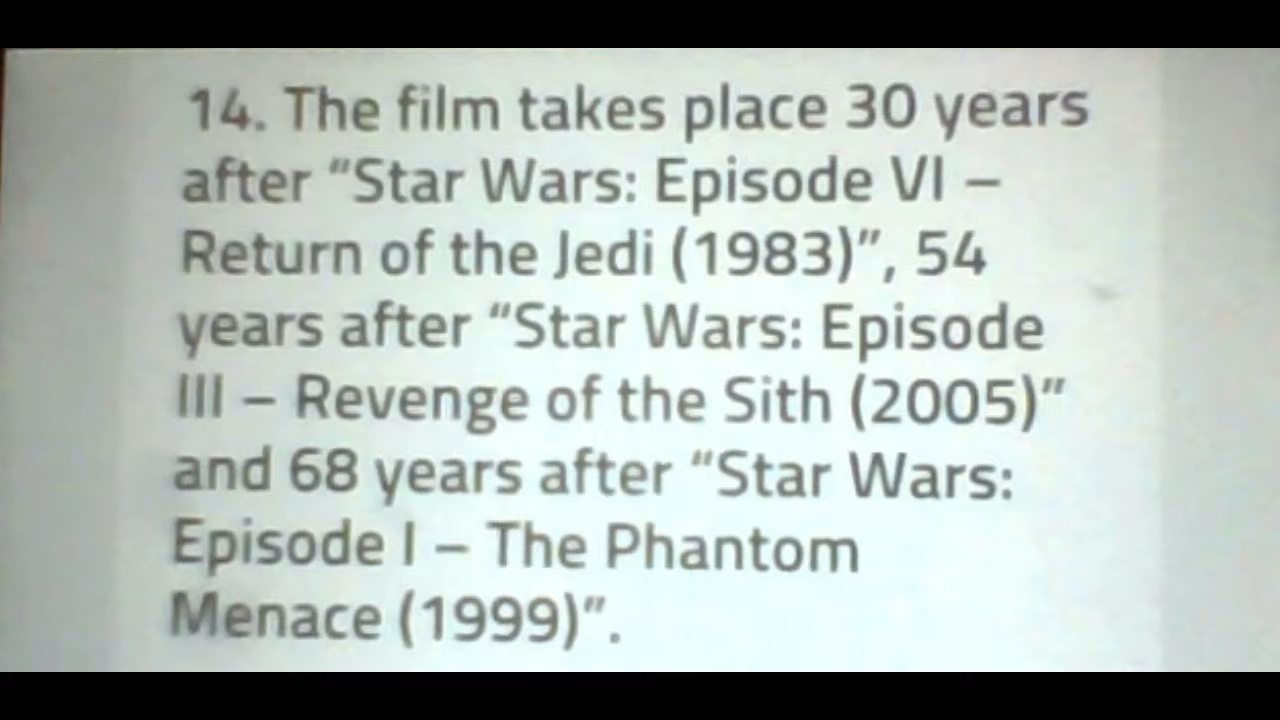 14. The film takes place 30 years
after “Star Wars: Episode VI –
Return of the Jedi (1983)”, 54
years after “Star Wars: Episode
III – Revenge of the Sith (2005)”
and 68 years after “Star Wars:
Episode I – The Phantom
Menace (1999)”.